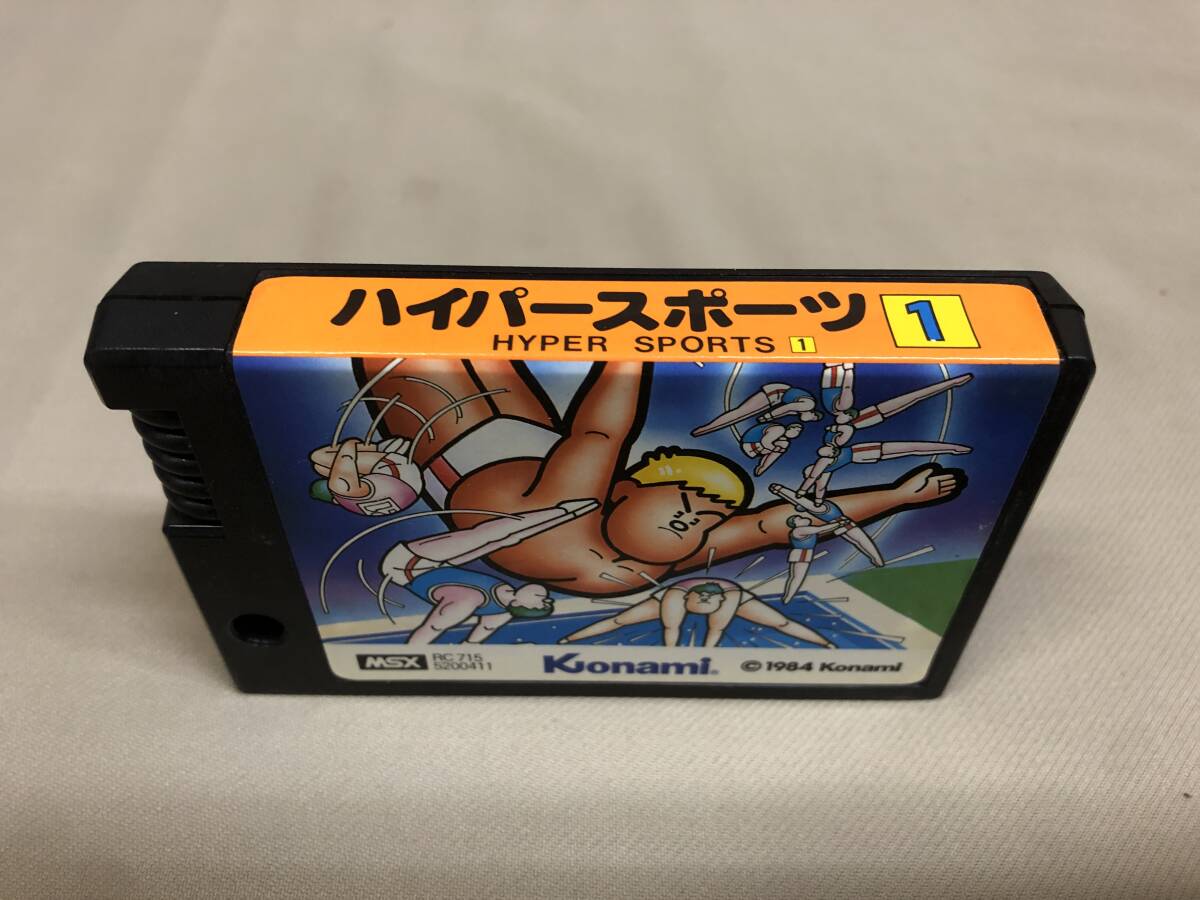 ハイパースポーツ 1
HYPER SPORTS 1
MSX RC 715
5200411
Konami ©1984 Konami